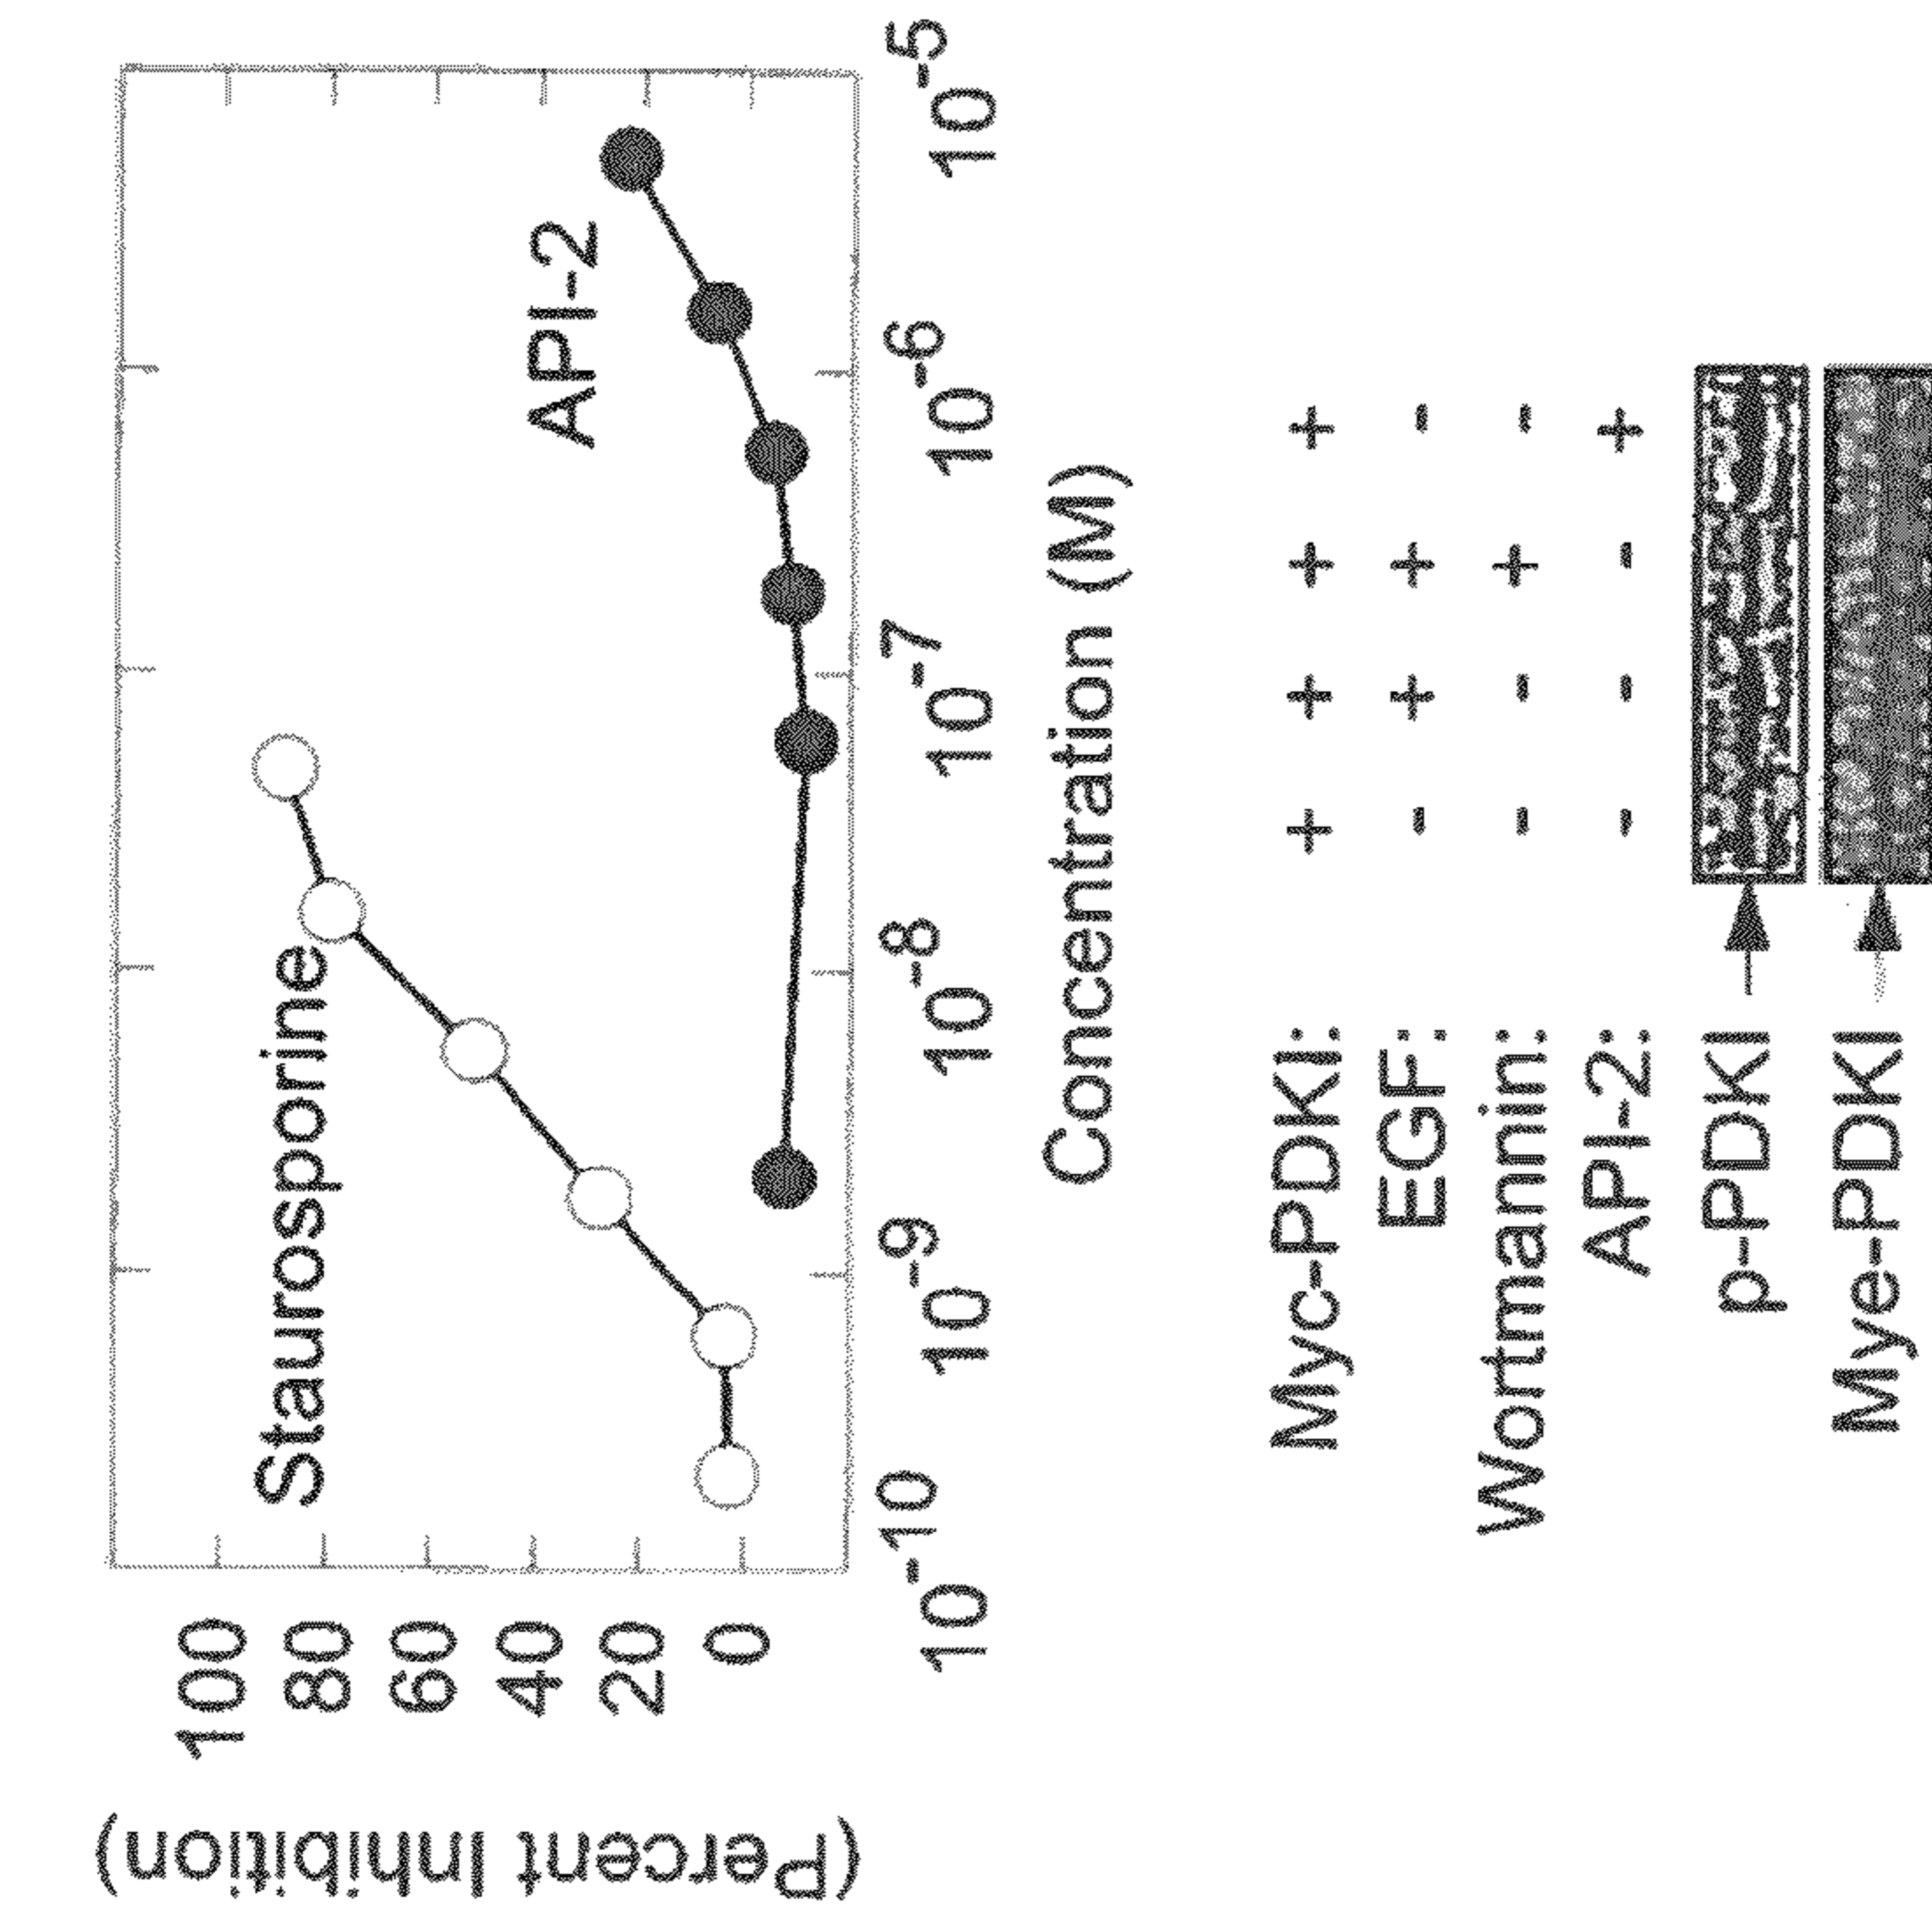 (Percent Inhibition)
100
80
60
40
20
0
Staurosporine
API-2
10-10
10-9
10-8
10-7
10-6
10-5
Concentration (M)
Myc-PDKI: + + + +
EGF: - + + -
Wortmannin: - - + -
API-2: - - - +
p-PDKI
Mye-PDKI